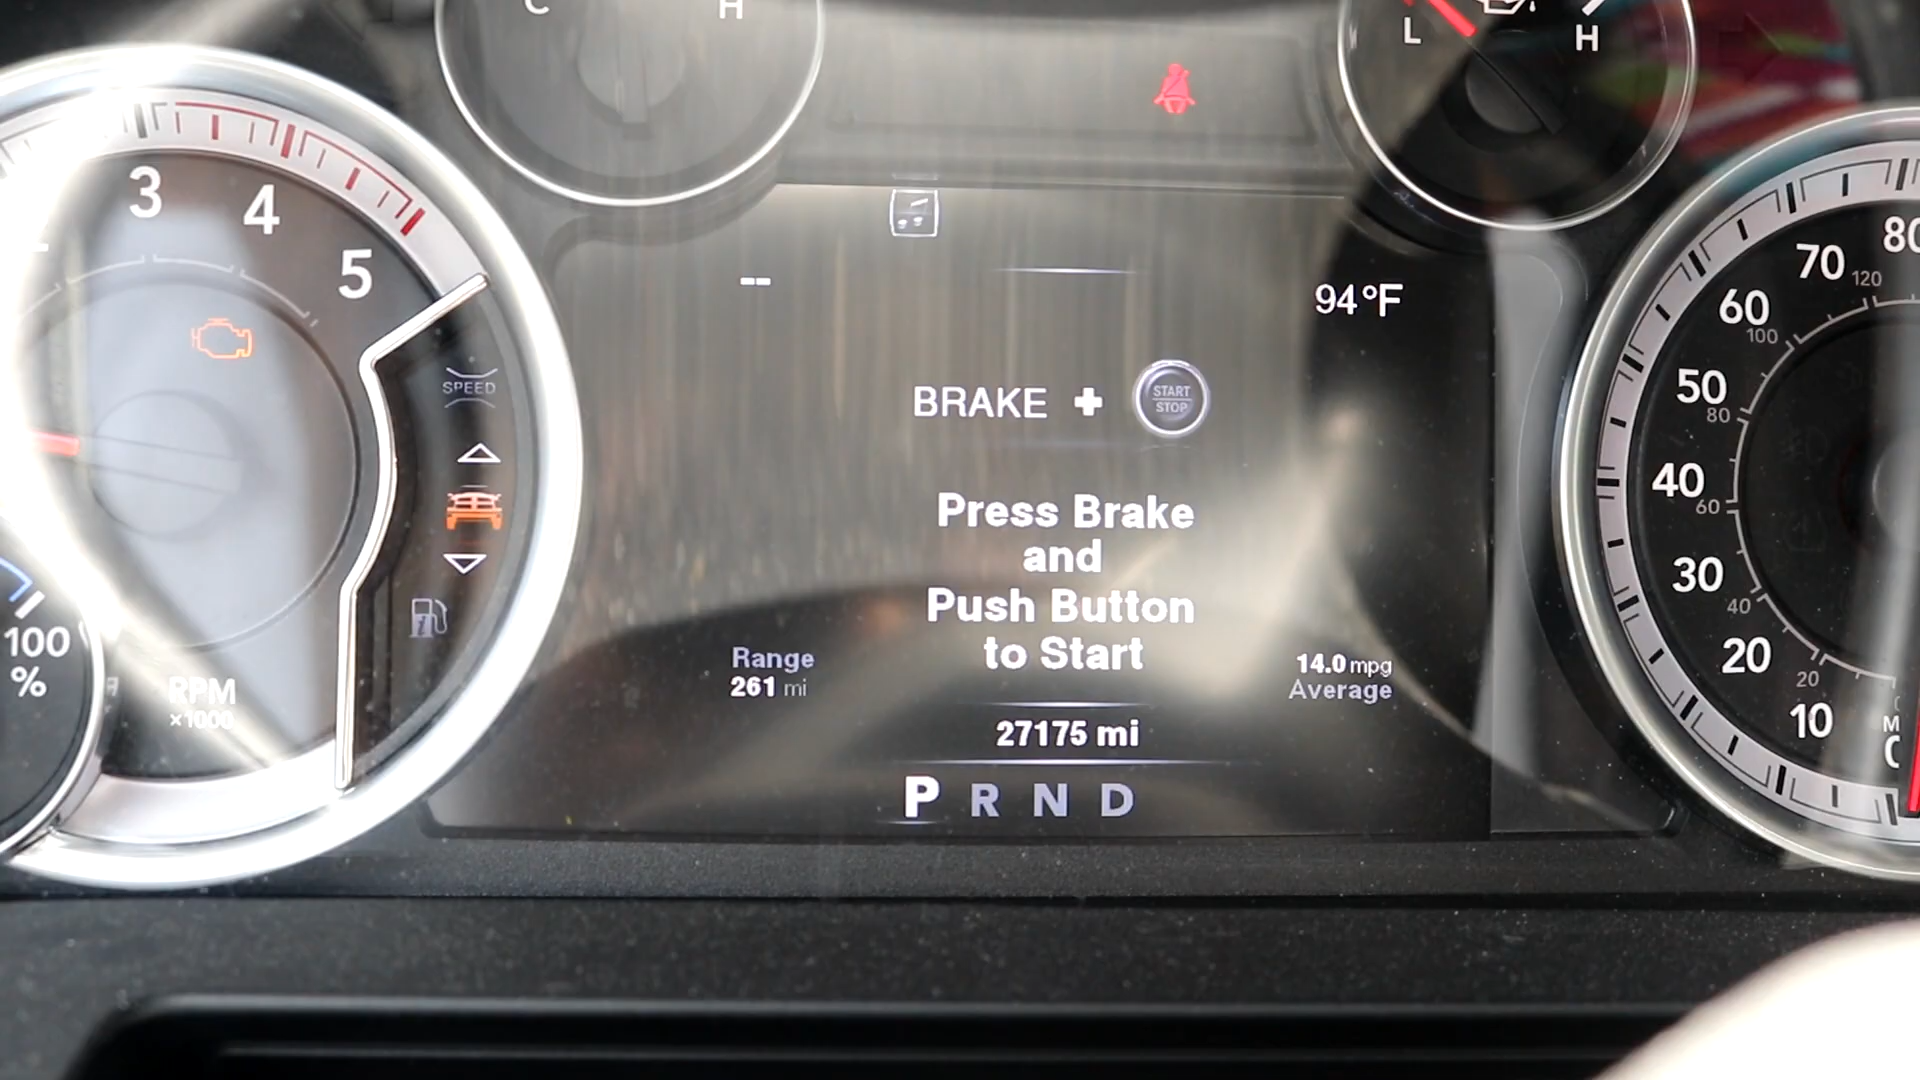 C H
L H
3
4
5
SPEED
100
%
RPM
×1000
--
94°F
BRAKE + START STOP
Press Brake
and
Push Button
to Start
Range
261 mi
14.0 mpg
Average
27175 mi
P R N D
80
70
120
60
100
50
80
40
60
30
40
20
20
10
0